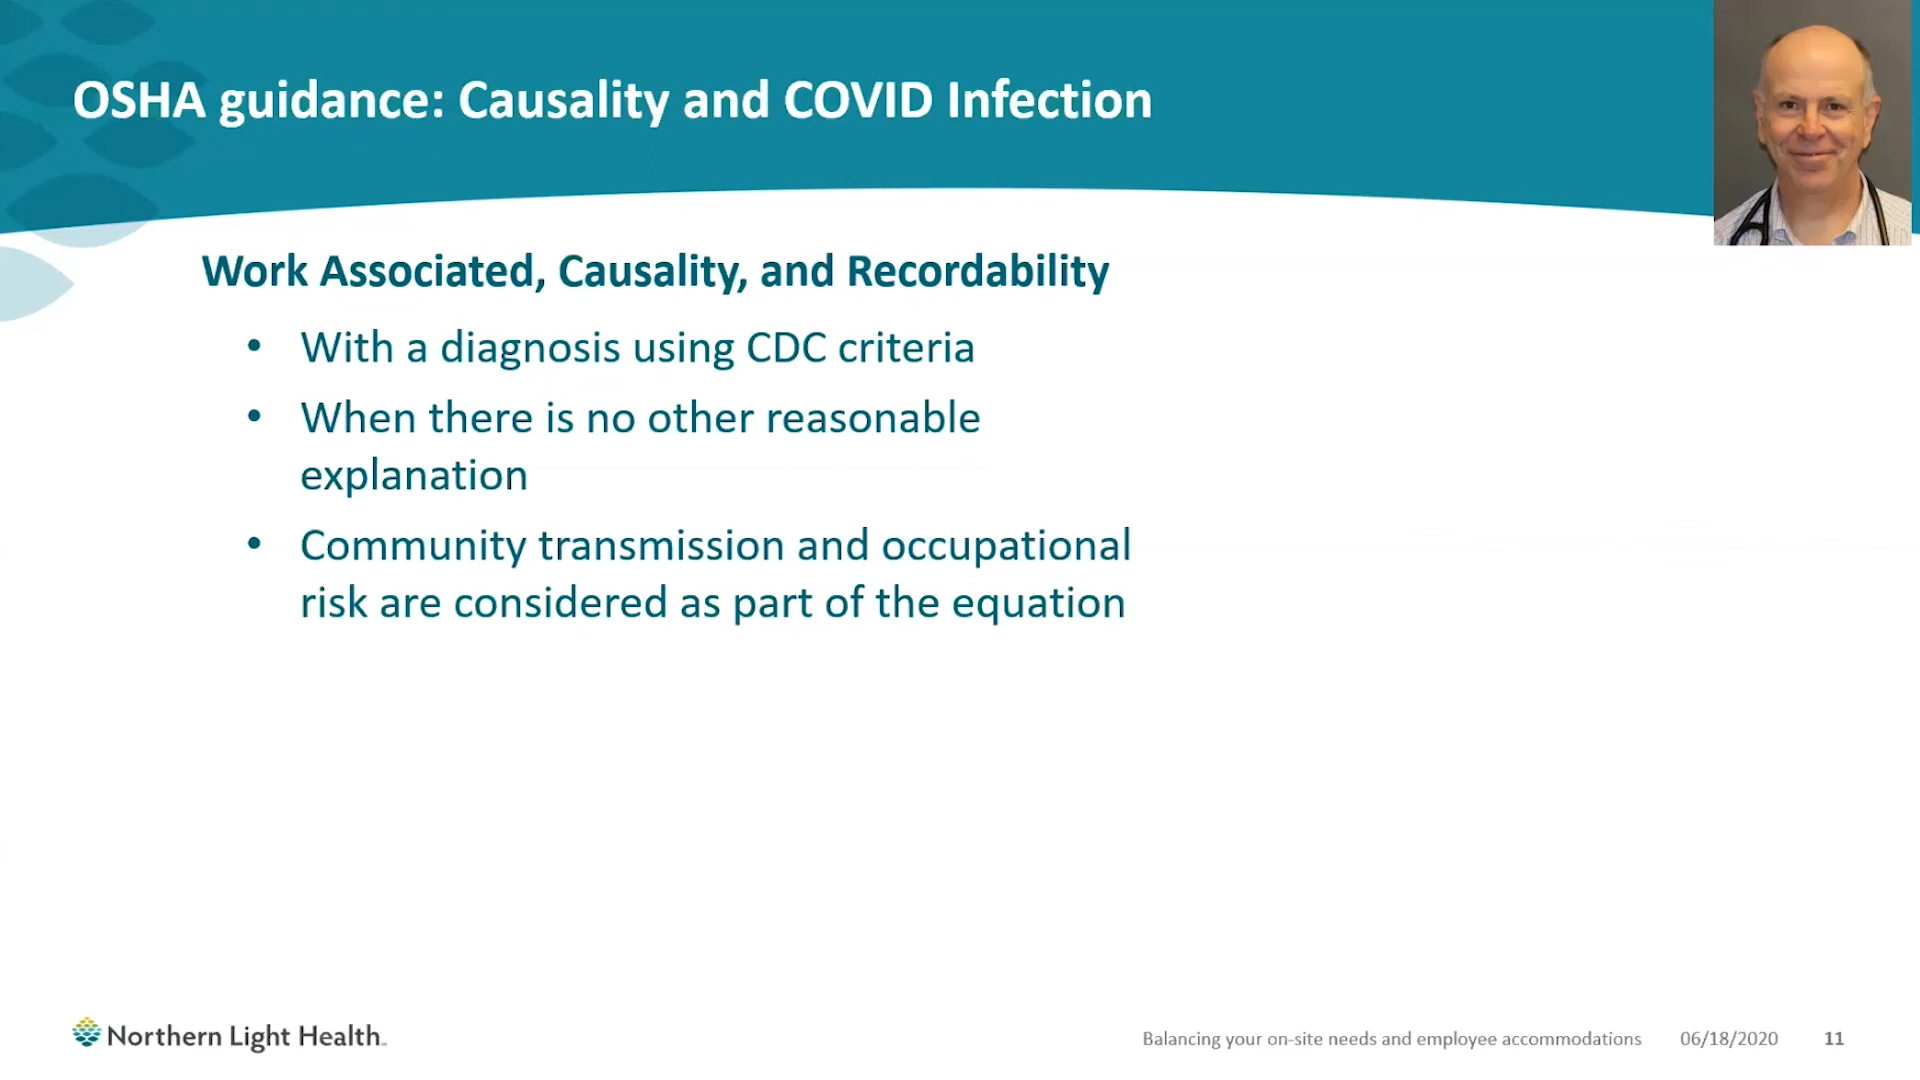 OSHA guidance: Causality and COVID Infection
Work Associated, Causality, and Recordability
• With a diagnosis using CDC criteria
• When there is no other reasonable
explanation
• Community transmission and occupational
risk are considered as part of the equation
Northern Light Health
Balancing your on-site needs and employee accommodations 06/18/2020 11